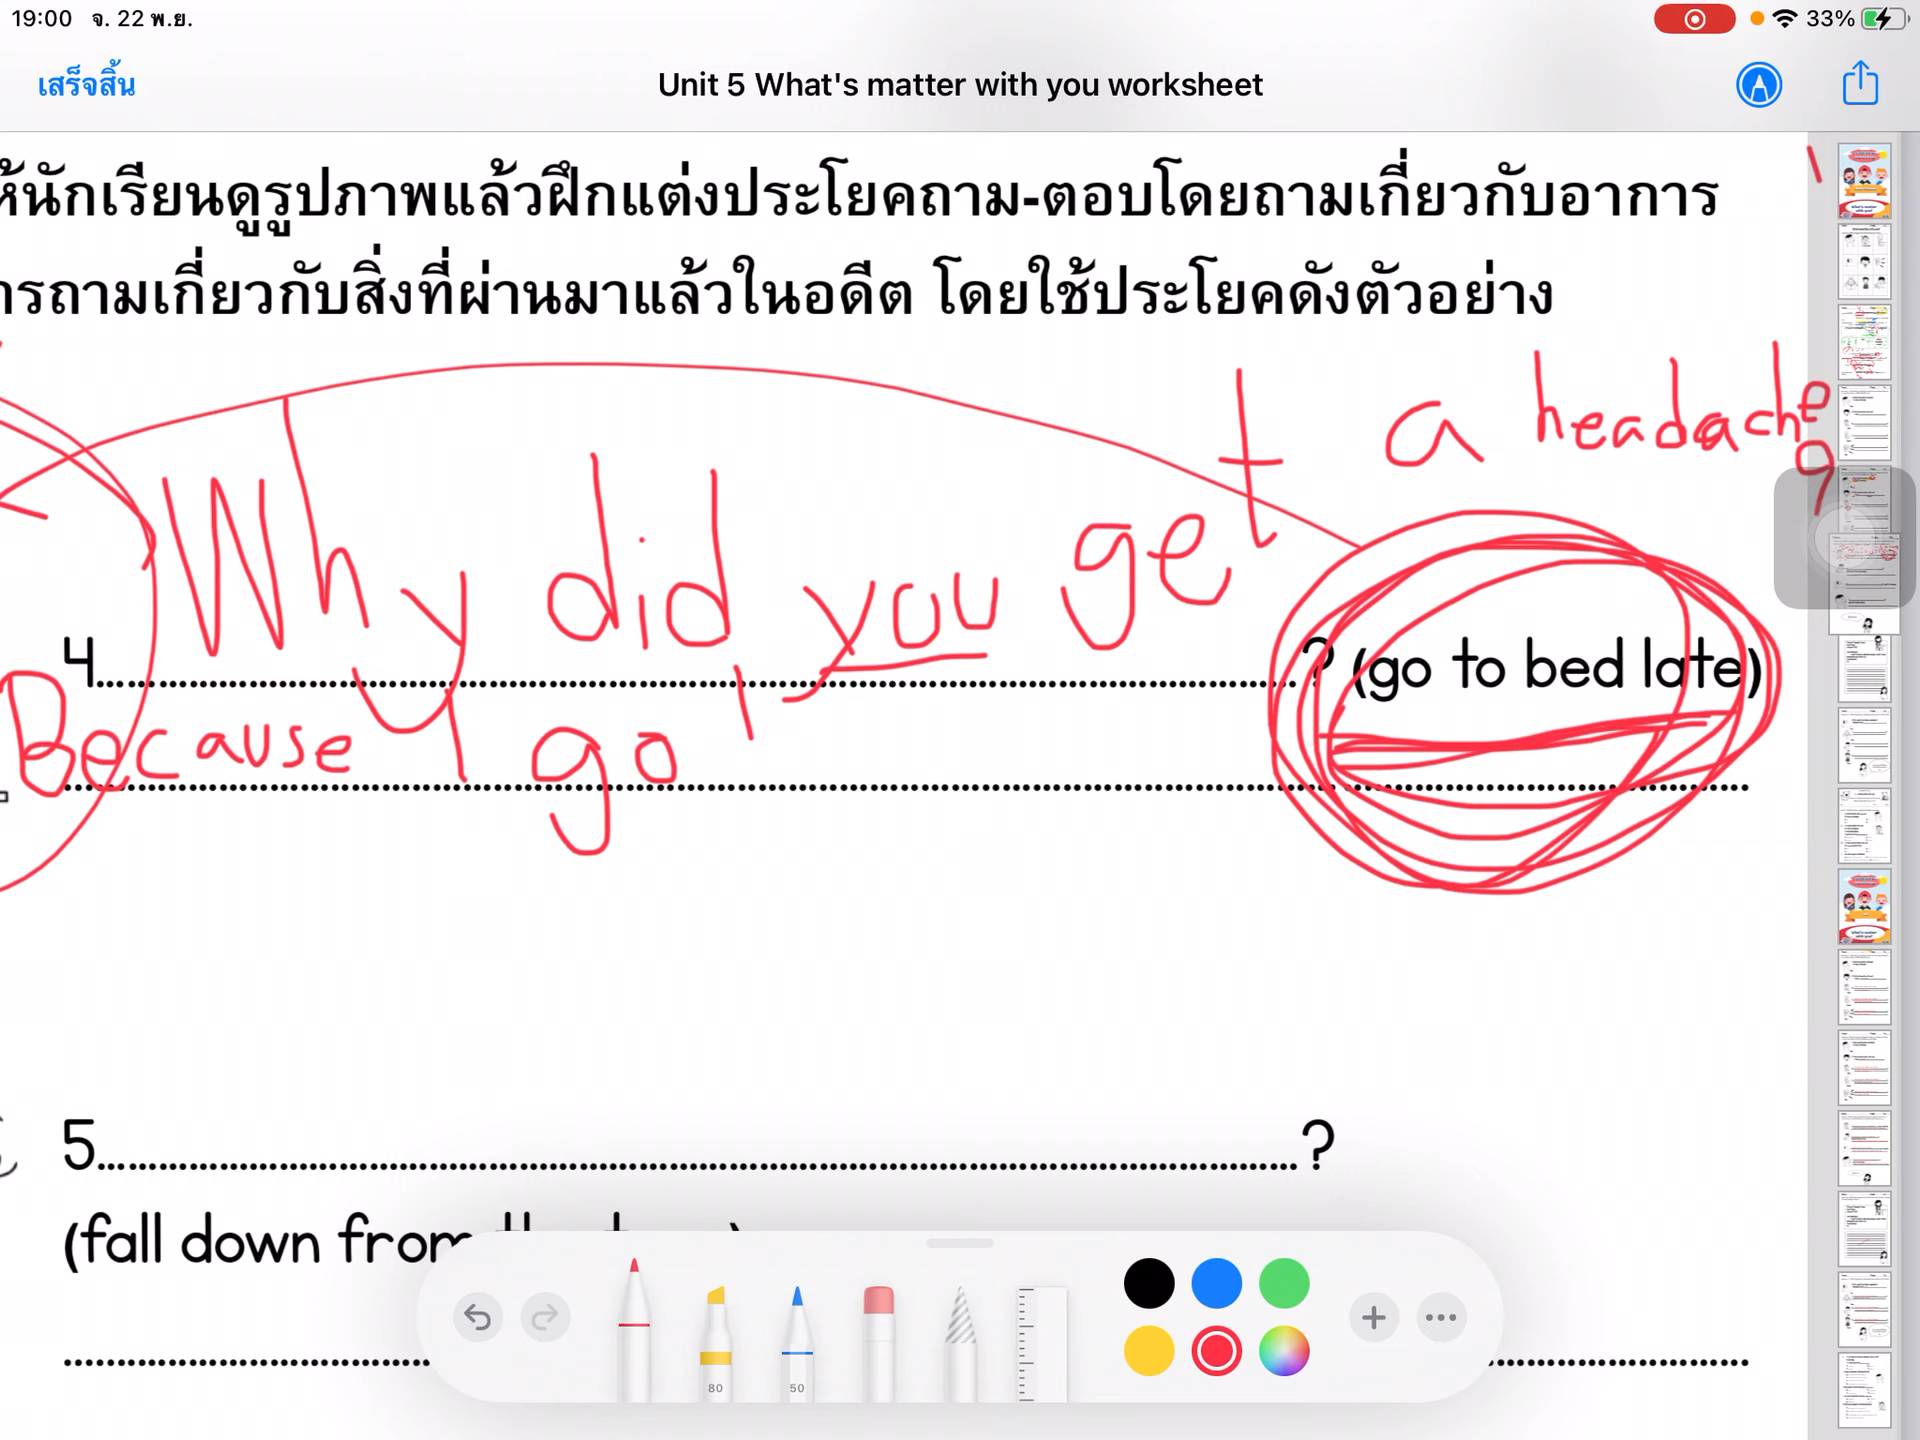 19:00 จ. 22 พ.ย.
33%
เสร็จสิ้น
Unit 5 What's matter with you worksheet
ห้นักเรียนดูรูปภาพแล้วฝึกแต่งประโยคถาม-ตอบโดยถามเกี่ยวกับอาการ
ารถามเกี่ยวกับสิ่งที่ผ่านมาแล้วในอดีต โดยใช้ประโยคดังตัวอย่าง
Why did you get a headache ?
4........................................? (go to bed late)
Because I go
5........................................?
(fall down from
80
50